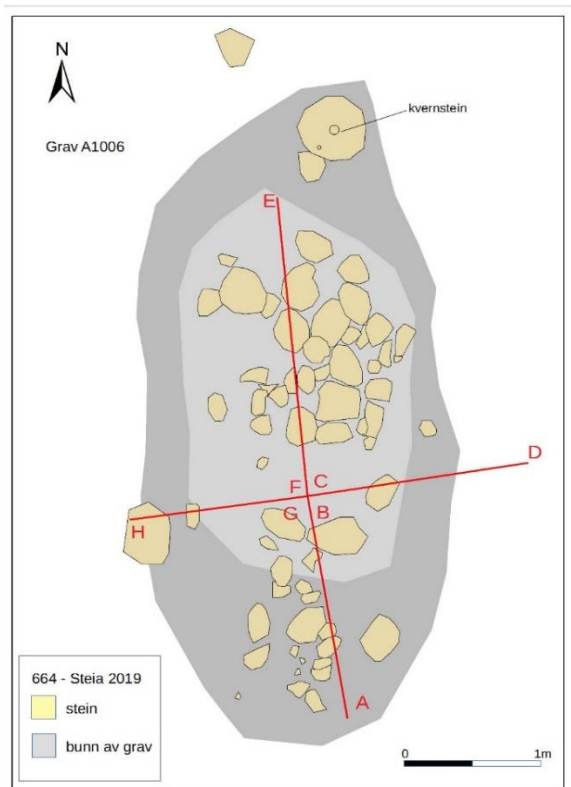 N
kvernstein
Grav A1006
E
D
F C
G B
H
A
664 - Steia 2019
stein
bunn av grav
0 1m